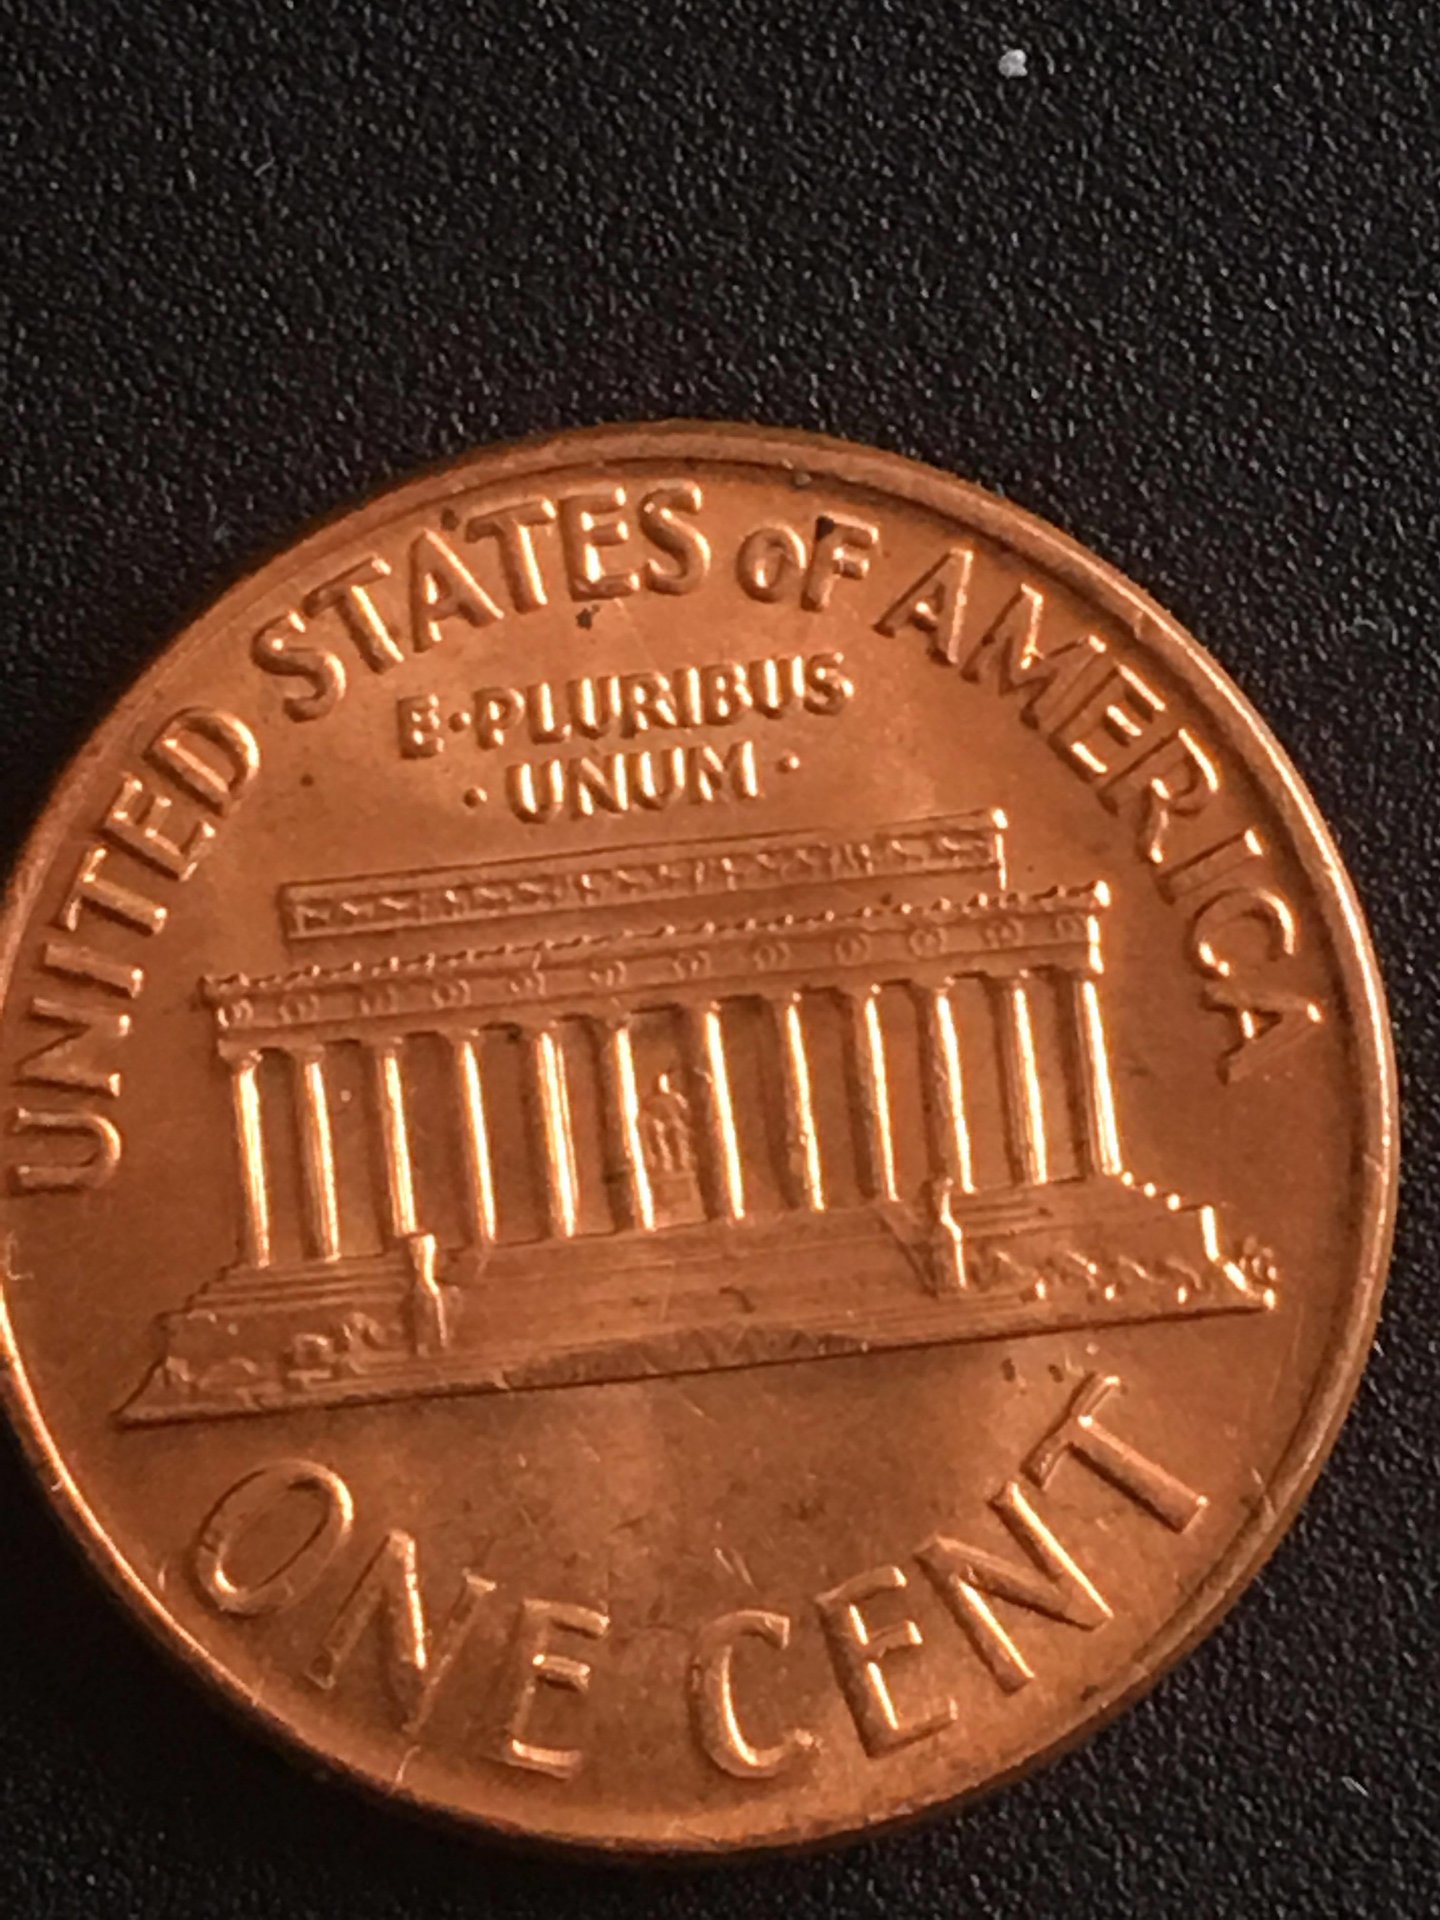 UNITED STATES OF AMERICA
E·PLURIBUS
·UNUM·
ONE CENT